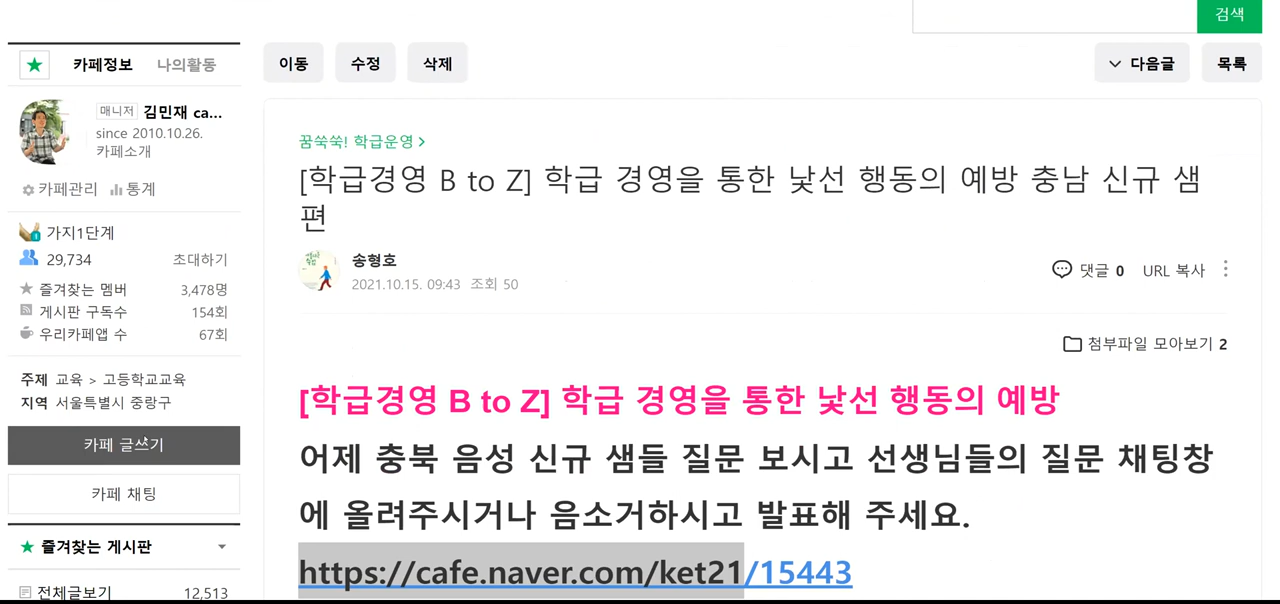 검색
카페정보 나의활동
이동 수정 삭제
다음글 목록
매니저 김민재 ca...
since 2010.10.26.
카페소개
카페관리 통계
가지1단계
29,734 초대하기
즐겨찾는 멤버 3,478명
게시판 구독수 154회
우리카페앱 수 67회
주제 교육 > 고등학교교육
지역 서울특별시 중랑구
카페 글쓰기
카페 채팅
즐겨찾는 게시판
전체글보기 12,513
꿈쑥쑥! 학급운영 >
[학급경영 B to Z] 학급 경영을 통한 낯선 행동의 예방 충남 신규 샘
편
송형호
2021.10.15. 09:43 조회 50
댓글 0 URL 복사
첨부파일 모아보기 2
[학급경영 B to Z] 학급 경영을 통한 낯선 행동의 예방
어제 충북 음성 신규 샘들 질문 보시고 선생님들의 질문 채팅창
에 올려주시거나 음소거하시고 발표해 주세요.
https://cafe.naver.com/ket21/15443